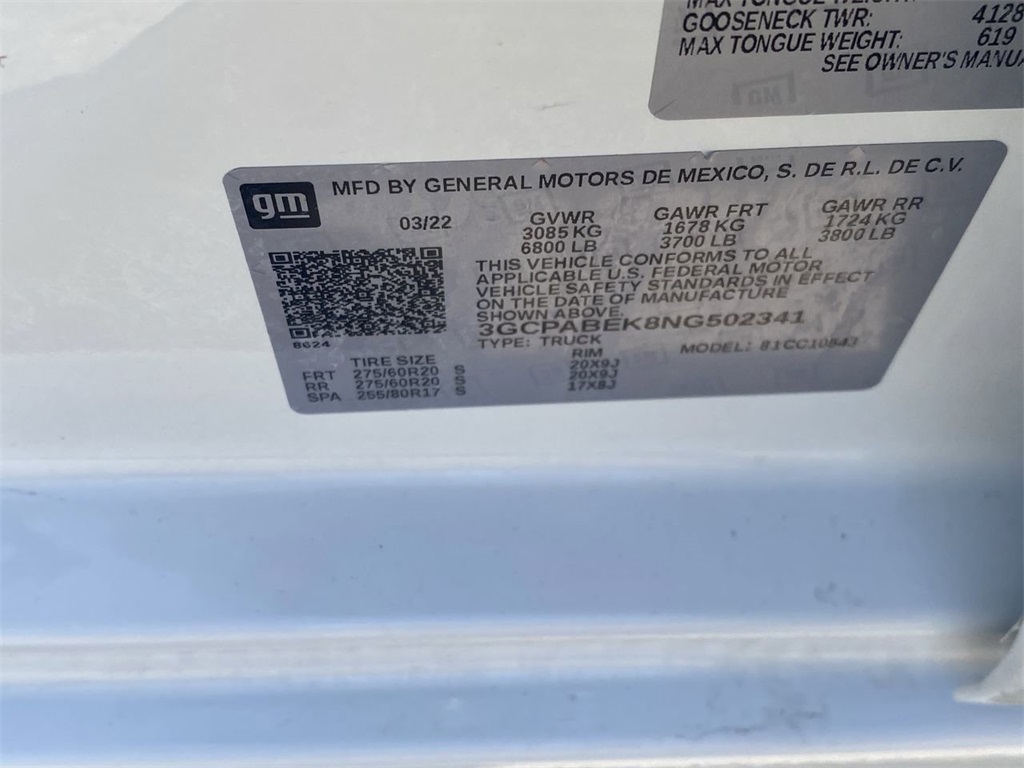 MAX TONGUE WEIGHT:
GOOSENECK TWR: 4128
MAX TONGUE WEIGHT: 619
SEE OWNER'S MANUA
gm
MFD BY GENERAL MOTORS DE MEXICO, S. DE R.L. DE C.V.
03/22 GVWR GAWR FRT GAWR RR
3085 KG 1678 KG 1724 KG
6800 LB 3700 LB 3800 LB
THIS VEHICLE CONFORMS TO ALL
APPLICABLE U.S. FEDERAL MOTOR
VEHICLE SAFETY STANDARDS IN EFFECT
ON THE DATE OF MANUFACTURE
SHOWN ABOVE.
3GCPABEK8NG502341
TYPE: TRUCK MODEL:
8624
TIRE SIZE RIM
FRT 275/60R20 S 20X9J
RR 275/60R20 S 20X9J
SPA 255/80R17 S 17X8J